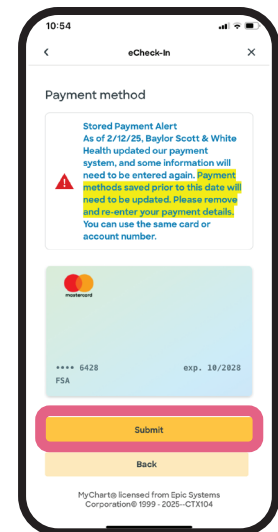 10:54
eCheck-In
Payment method
Stored Payment Alert
As of 2/12/25, Baylor Scott & White
Health updated our payment
system, and some information will
need to be entered again. Payment
methods saved prior to this date will
need to be updated. Please remove
and re-enter your payment details.
You can use the same card or
account number.
mastercard
•••• 6428 exp. 10/2028
FSA
Submit
Back
MyChart® licensed from Epic Systems
Corporation® 1999 - 2025--CTX104